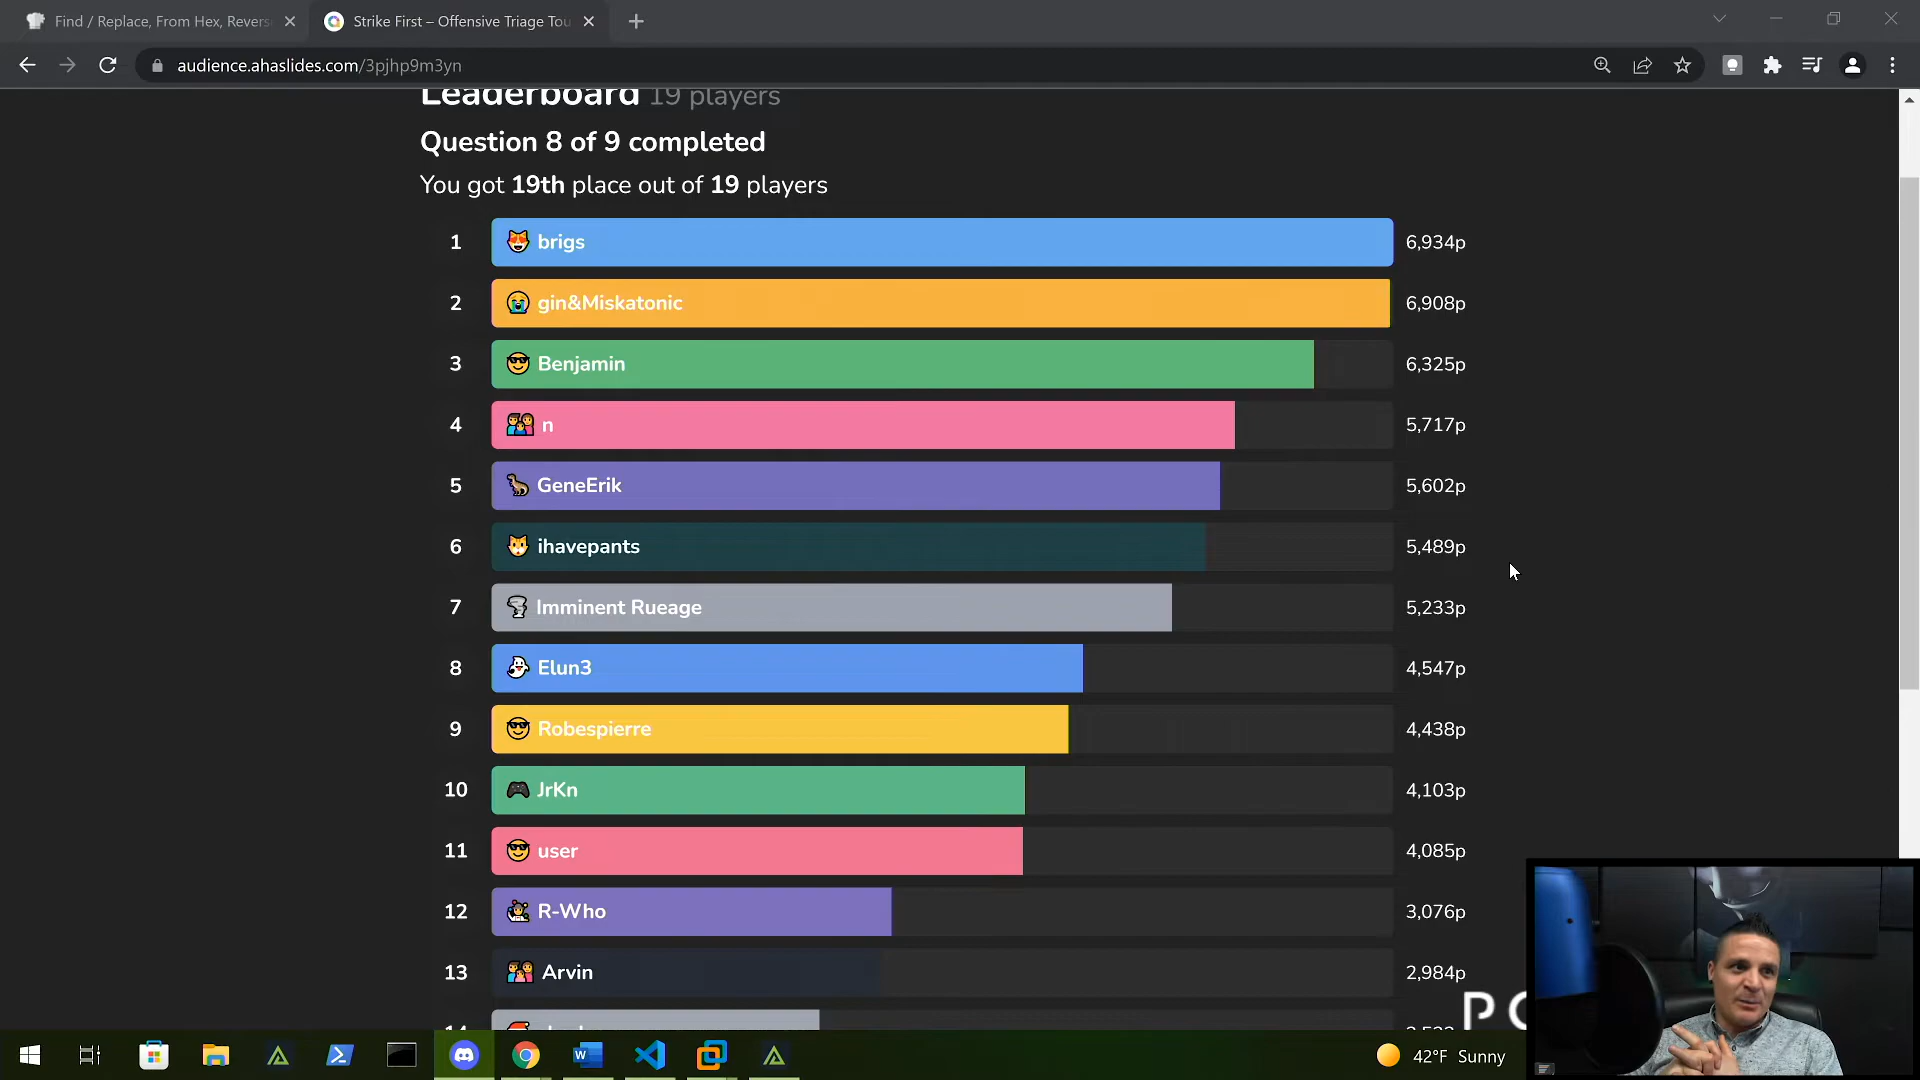 Find / Replace, From Hex, Revers
Strike First – Offensive Triage Tou
audience.ahaslides.com/3pjhp9m3yn
Leaderboard 19 players
Question 8 of 9 completed
You got 19th place out of 19 players
1 brigs 6,934p
2 gin&Miskatonic 6,908p
3 Benjamin 6,325p
4 n 5,717p
5 GeneErik 5,602p
6 ihavepants 5,489p
7 Imminent Rueage 5,233p
8 Elun3 4,547p
9 Robespierre 4,438p
10 JrKn 4,103p
11 user 4,085p
12 R-Who 3,076p
13 Arvin 2,984p
14
42°F Sunny